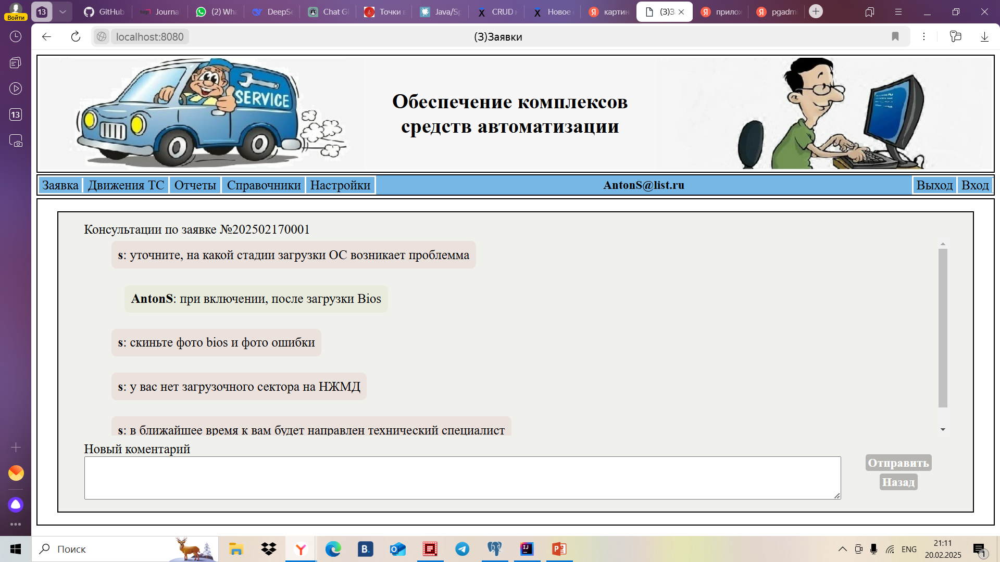 Войти
13
GitHub
Journa
(2) Wha
DeepSe
Chat G
Точки в
Java/Sp
CRUD н
Новое
картин
(3)З
прилож
pgadmi
localhost:8080
(3)Заявки
13
SERVICE
Обеспечение комплексов
средств автоматизации
Заявка
Движения ТС
Отчеты
Справочники
Настройки
AntonS@list.ru
Выход
Вход
Консультации по заявке №202502170001
s: уточните, на какой стадии загрузки ОС возникает проблемма
AntonS: при включении, после загрузки Bios
s: скиньте фото bios и фото ошибки
s: у вас нет загрузочного сектора на НЖМД
s: в ближайшее время к вам будет направлен технический специалист
Новый коментарий
Отправить
Назад
Поиск
ENG
21:11
20.02.2025
1